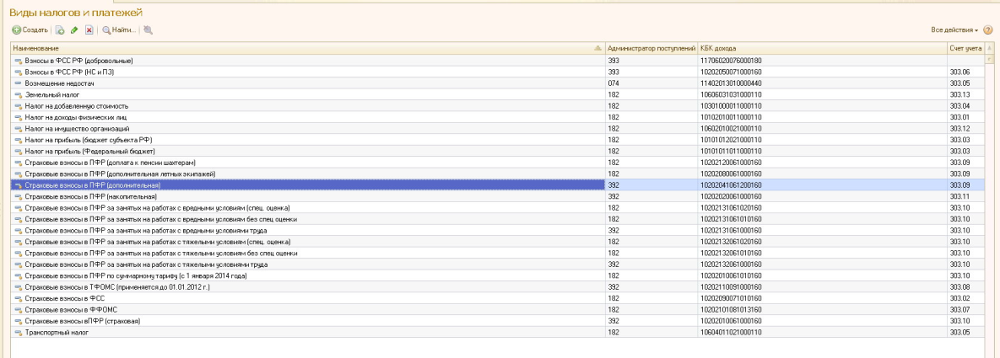 Виды налогов и платежей
Создать Найти... Все действия
Наименование Администратор поступлений КБК дохода Счет учета
Взносы в ФСС РФ (добровольные) 393 11706020076000180
Взносы в ФСС РФ (НС и ПЗ) 393 10202050071000160 303.06
Возмещение недостач 074 11402013010000440 303.05
Земельный налог 182 10606031031000110 303.13
Налог на добавленную стоимость 182 10301000011000110 303.04
Налог на доходы физических лиц 182 10102010011000110 303.01
Налог на имущество организаций 182 10602010021000110 303.12
Налог на прибыль (бюджет субъекта РФ) 182 10101012021000110 303.03
Налог на прибыль (Федеральный бюджет) 182 10101011011000110 303.03
Страховые взносы в ПФР (доплата к пенсии шахтерам) 182 10202120061000160 303.09
Страховые взносы в ПФР (дополнительная летных экипажей) 182 10202080061000160 303.09
Страховые взносы в ПФР (дополнительная) 392 10202041061200160 303.09
Страховые взносы в ПФР (накопительная) 392 10202020061000160 303.11
Страховые взносы в ПФР за занятых на работах с вредными условиям (спец. оценка) 182 10202131061020160 303.10
Страховые взносы в ПФР за занятых на работах с вредными условиям без спец оценки 182 10202131061010160 303.10
Страховые взносы в ПФР за занятых на работах с вредными условиями труда 392 10202131061000160 303.10
Страховые взносы в ПФР за занятых на работах с тяжелыми условиям (спец. оценка) 182 10202132061020160 303.10
Страховые взносы в ПФР за занятых на работах с тяжелыми условиям без спец оценки 182 10202132061010160 303.10
Страховые взносы в ПФР за занятых на работах с тяжелыми условиями труда 392 10202132061000160 303.10
Страховые взносы в ПФР по суммарному тарифу (с 1 января 2014 года) 182 10202010061010160 303.10
Страховые взносы в ТФОМС (применяется до 01.01.2012 г.) 392 10202110091000160 303.08
Страховые взносы в ФСС 182 10202090071010160 303.02
Страховые взносы в ФФОМС 182 10202101081013160 303.07
Страховые взносы вПФР (страховая) 392 10202010061000160 303.10
Транспортный налог 182 10604011021000110 303.05